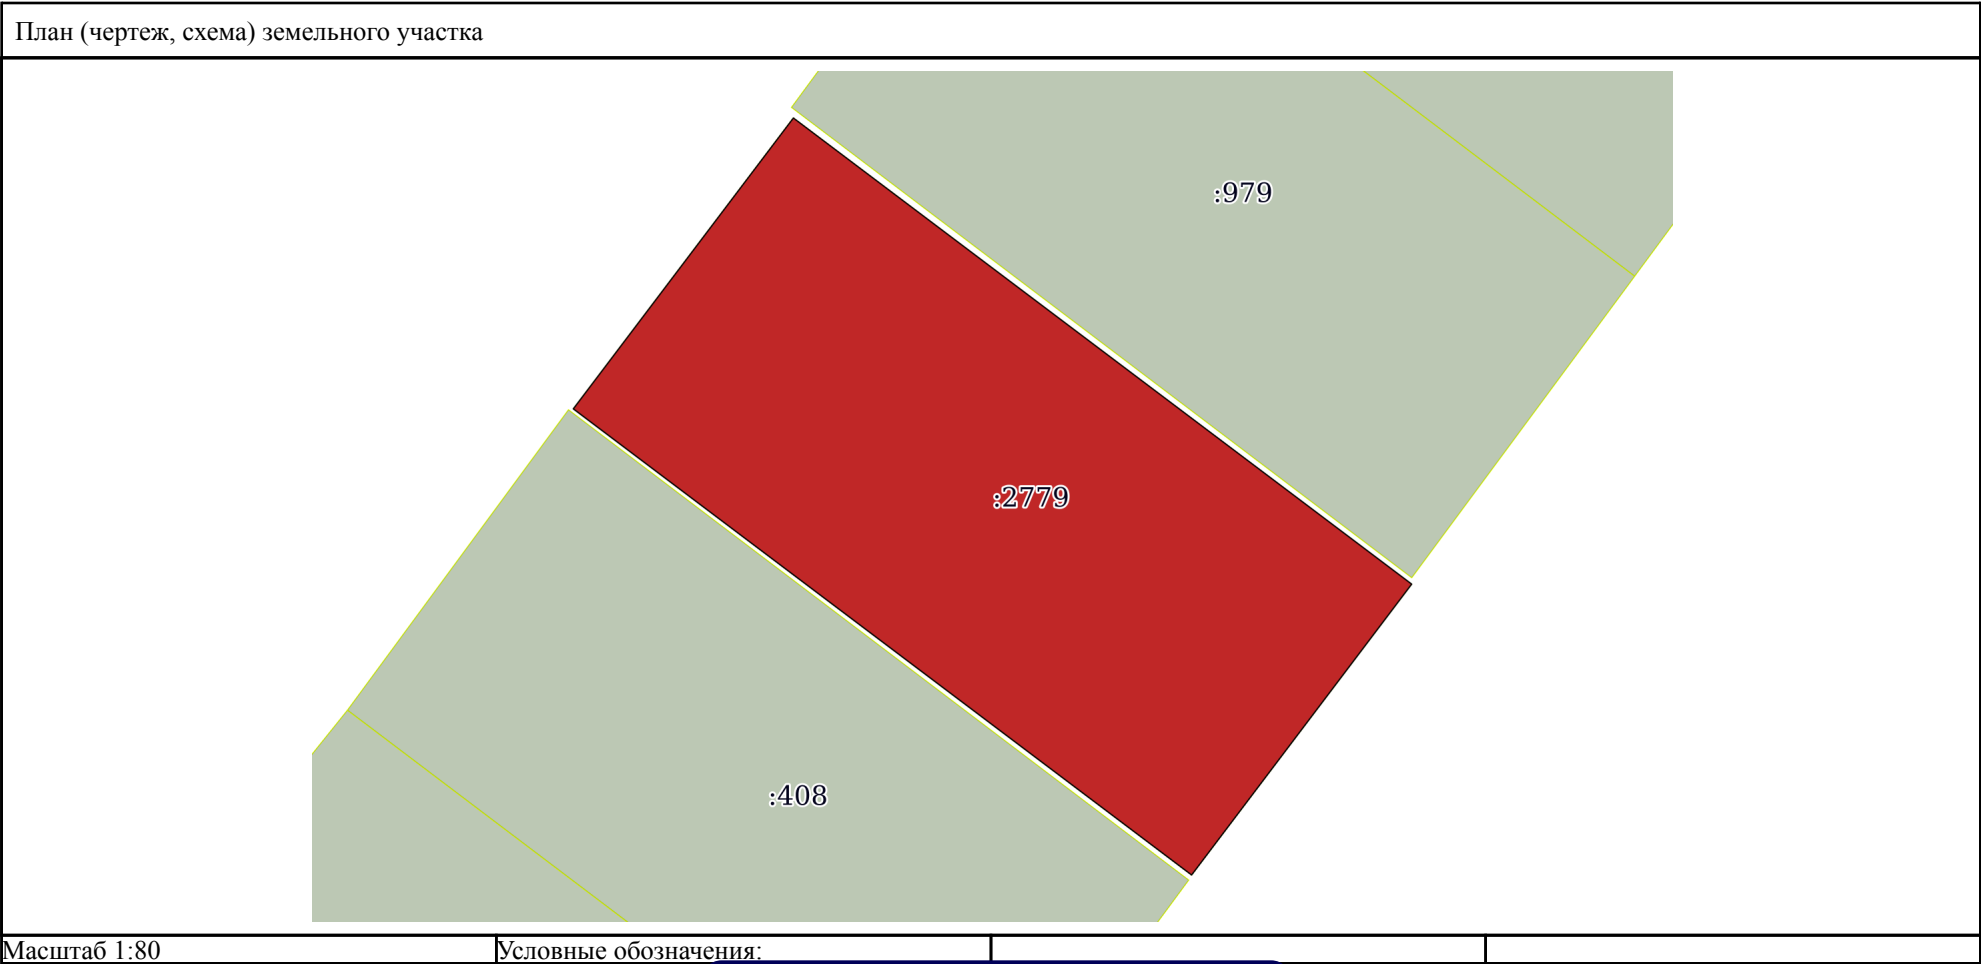 План (чертеж, схема) земельного участка
:979
:2779
:408
Масштаб 1:80
Условные обозначения: